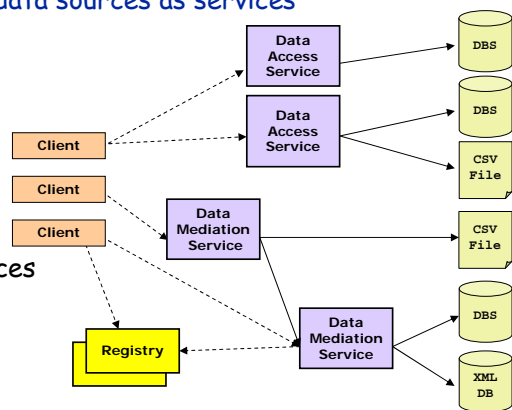 data sources as services
Data
Access
Service
DBS
Data
Access
Service
DBS
Client
CSV
File
Client
Data
Mediation
Service
CSV
File
Client
ces
Data
Mediation
Service
DBS
Registry
XML
DB